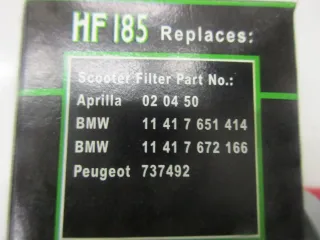 HF185 Replaces:
Scooter Filter Part No.:
Aprilla 02 04 50
BMW 11 41 7 651 414
BMW 11 41 7 672 166
Peugeot 737492